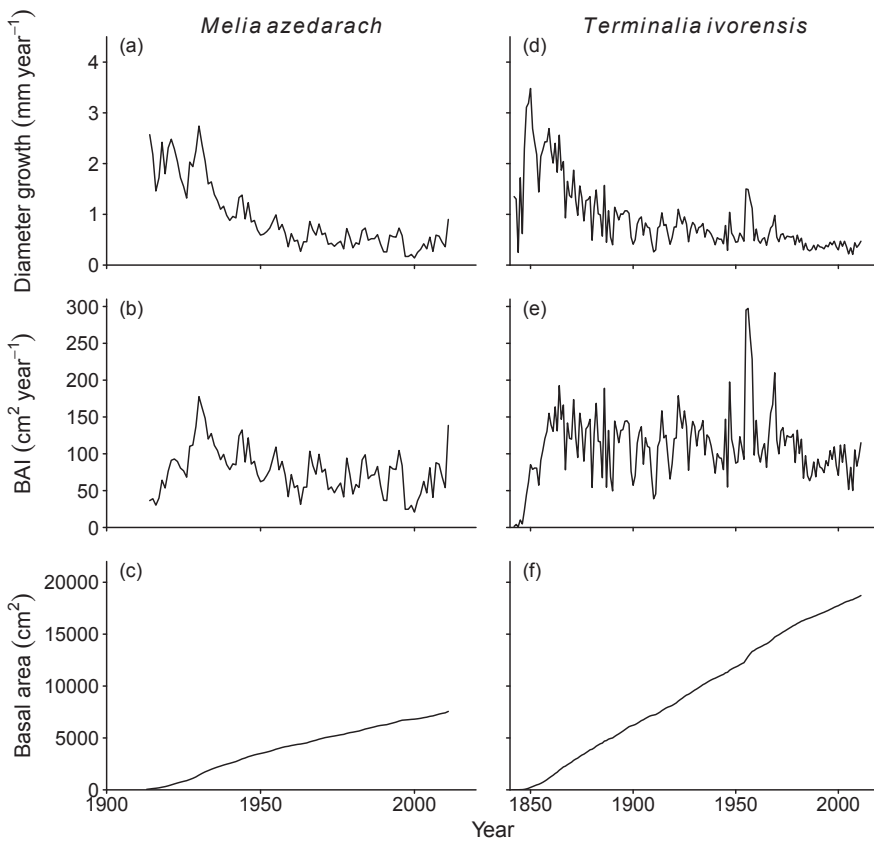 Melia azedarach
Terminalia ivorensis
(a)
Diameter growth (mm year⁻¹)
4
3
2
1
0
(d)
(b)
BAI (cm² year⁻¹)
300
250
200
150
100
50
0
(e)
(c)
Basal area (cm²)
20000
15000
10000
5000
0
(f)
1900
1950
2000
1850
1900
1950
2000
Year